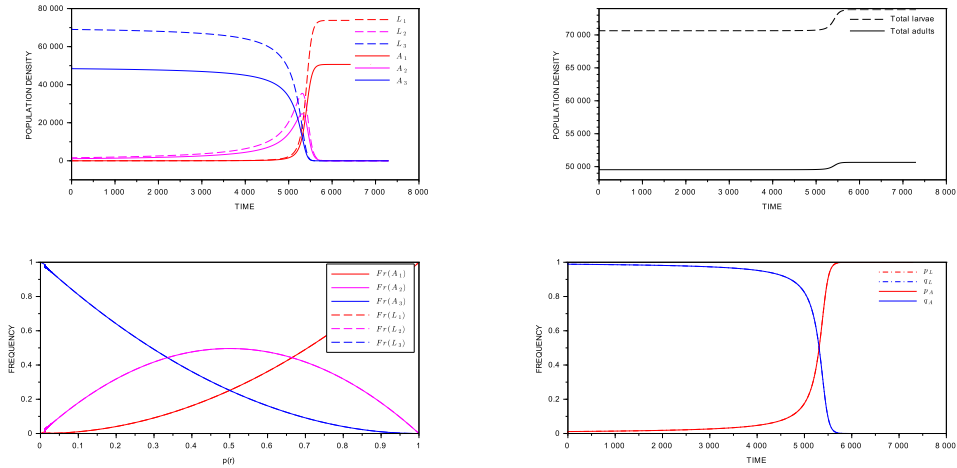 80 000
60 000
40 000
20 000
0
POPULATION DENSITY
0 1 000 2 000 3 000 4 000 5 000 6 000 7 000 8 000
TIME
L1
L2
L3
A1
A2
A3
70 000
65 000
60 000
55 000
50 000
POPULATION DENSITY
0 1 000 2 000 3 000 4 000 5 000 6 000 7 000 8 000
TIME
Total larvae
Total adults
1
0.8
0.6
0.4
0.2
0
FREQUENCY
0 0.1 0.2 0.3 0.4 0.5 0.6 0.7 0.8 0.9 1
p(r)
Fr(A1)
Fr(A2)
Fr(A3)
Fr(L1)
Fr(L2)
Fr(L3)
1
0.8
0.6
0.4
0.2
0
FREQUENCY
0 1 000 2 000 3 000 4 000 5 000 6 000 7 000 8 000
TIME
pL
qL
pA
qA